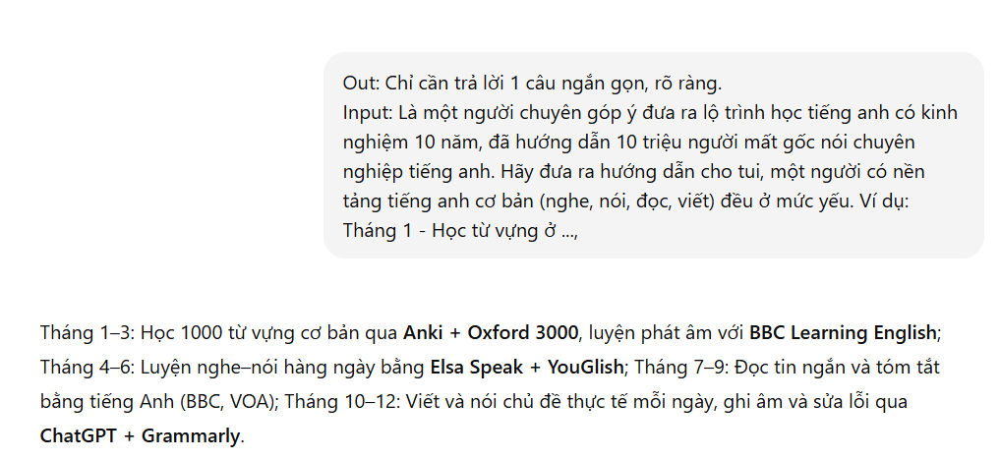 Out: Chỉ cần trả lời 1 câu ngắn gọn, rõ ràng.
Input: Là một người chuyên góp ý đưa ra lộ trình học tiếng anh có kinh
nghiệm 10 năm, đã hướng dẫn 10 triệu người mất gốc nói chuyên
nghiệp tiếng anh. Hãy đưa ra hướng dẫn cho tui, một người có nền
tảng tiếng anh cơ bản (nghe, nói, đọc, viết) đều ở mức yếu. Ví dụ:
Tháng 1 - Học từ vựng ở ...,
Tháng 1–3: Học 1000 từ vựng cơ bản qua Anki + Oxford 3000, luyện phát âm với BBC Learning English;
Tháng 4–6: Luyện nghe–nói hàng ngày bằng Elsa Speak + YouGlish; Tháng 7–9: Đọc tin ngắn và tóm tắt
bằng tiếng Anh (BBC, VOA); Tháng 10–12: Viết và nói chủ đề thực tế mỗi ngày, ghi âm và sửa lỗi qua
ChatGPT + Grammarly.